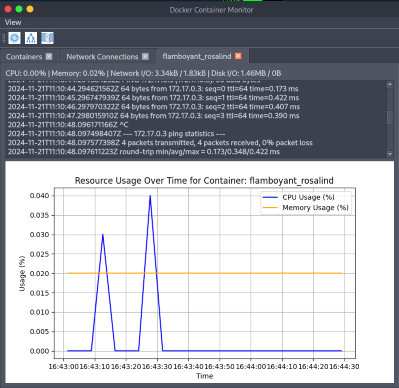 Docker Container Monitor
View
Containers
Network Connections
flamboyant_rosalind
CPU: 0.00% | Memory: 0.02% | Network I/O: 3.34kB / 1.83kB | Disk I/O: 1.46MB / 0B
2024-11-21T11:10:44.294656252Z 64 bytes from 172.17.0.3: seq=0 ttl=64 time=0.173 ms
2024-11-21T11:10:45.296747939Z 64 bytes from 172.17.0.3: seq=1 ttl=64 time=0.422 ms
2024-11-21T11:10:46.297970322Z 64 bytes from 172.17.0.3: seq=2 ttl=64 time=0.407 ms
2024-11-21T11:10:47.298015910Z 64 bytes from 172.17.0.3: seq=3 ttl=64 time=0.390 ms
2024-11-21T11:10:48.096171166Z ^C
2024-11-21T11:10:48.097498407Z --- 172.17.0.3 ping statistics ---
2024-11-21T11:10:48.097577398Z 4 packets transmitted, 4 packets received, 0% packet loss
2024-11-21T11:10:48.097611223Z round-trip min/avg/max = 0.173/0.348/0.422 ms
Resource Usage Over Time for Container: flamboyant_rosalind
CPU Usage (%)
Memory Usage (%)
Usage (%)
0.040
0.035
0.030
0.025
0.020
0.015
0.010
0.005
0.000
16:43:00 16:43:10 16:43:20 16:43:30 16:43:40 16:43:50 16:44:00 16:44:10 16:44:20 16:44:30
Time